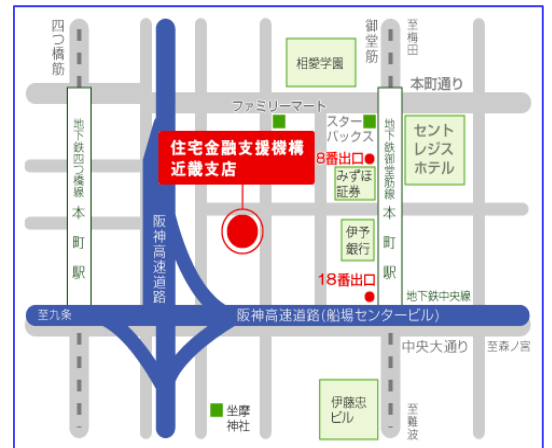 四つ橋筋
御堂筋
至梅田
相愛学園
本町通り
ファミリーマート
スター
バックス
セント
レジス
ホテル
住宅金融支援機構
近畿支店
8番出口
みずほ
証券
地下鉄四つ橋線
本町駅
地下鉄御堂筋線
本町駅
阪神高速道路
伊予
銀行
18番出口
地下鉄中央線
至九条
阪神高速道路(船場センタービル)
中央大通り
至森ノ宮
坐摩
神社
伊藤忠
ビル
至難波